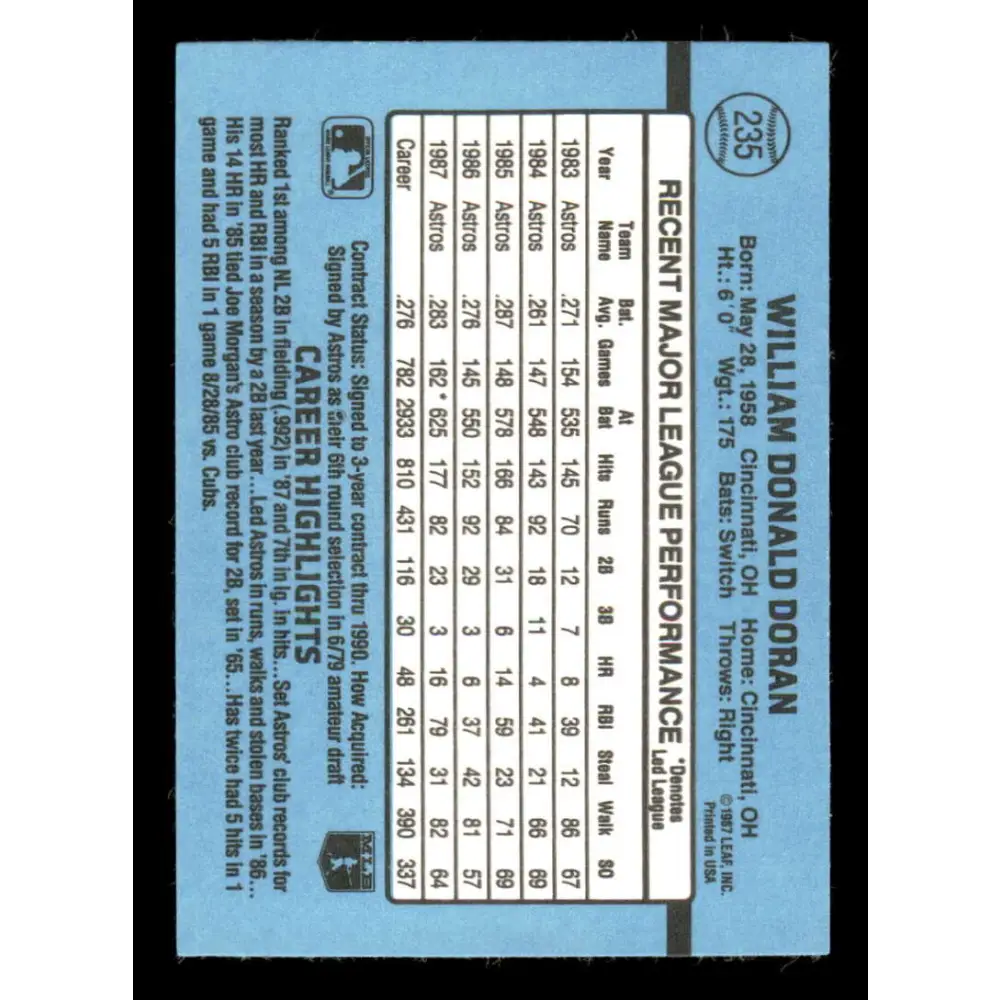 235
WILLIAM DONALD DORAN
Born: May 28, 1958 Cincinnati, OH Home: Cincinnati, OH
Ht.: 6'0" Wgt.: 175 Bats: Switch Throws: Right
©1987 LEAF, INC.
Printed in USA
RECENT MAJOR LEAGUE PERFORMANCE *Denotes Led League
Year Team Name Bat. Avg. Games At Bat Hits Runs 2B 3B HR RBI Steal Walk SO
1983 Astros .271 154 535 145 70 12 7 8 39 12 86 67
1984 Astros .261 147 548 143 92 18 11 4 41 21 66 69
1985 Astros .287 148 578 166 84 31 6 14 59 23 71 69
1986 Astros .276 145 550 152 92 29 3 6 37 42 81 57
1987 Astros .283 162* 625 177 82 23 3 16 79 31 82 64
Career .276 782 2933 810 431 116 30 48 261 134 390 337
Contract Status: Signed to 3-year contract thru 1990. How Acquired:
Signed by Astros as their 6th round selection in 6/79 amateur draft
MLB
CAREER HIGHLIGHTS
Ranked 1st among NL 2B in fielding (.992) in '87 and 7th in lg. in hits...Set Astros' club records for
most HR and RBI in a season by a 2B last year...Led Astros in runs, walks and stolen bases in '86...
His 14 HR in '85 tied Joe Morgan's Astro club record for 2B, set in '65...Has twice had 5 hits in 1
game and had 5 RBI in 1 game 8/28/85 vs. Cubs.